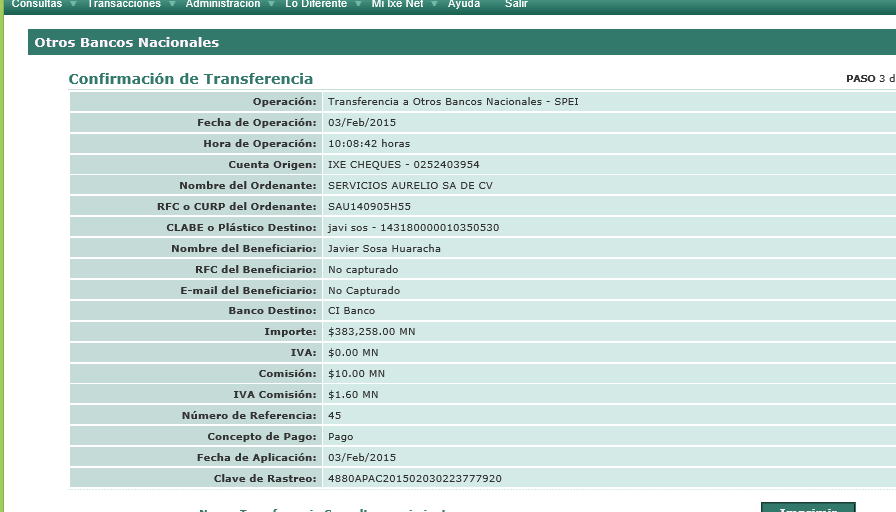 Consultas Transacciones Administración Lo Diferente Mi Ixe Net Ayuda Salir
Otros Bancos Nacionales
Confirmación de Transferencia PASO 3 d
Operación: Transferencia a Otros Bancos Nacionales - SPEI
Fecha de Operación: 03/Feb/2015
Hora de Operación: 10:08:42 horas
Cuenta Origen: IXE CHEQUES - 0252403954
Nombre del Ordenante: SERVICIOS AURELIO SA DE CV
RFC o CURP del Ordenante: SAU140905H55
CLABE o Plástico Destino: javi sos - 143180000010350530
Nombre del Beneficiario: Javier Sosa Huaracha
RFC del Beneficiario: No capturado
E-mail del Beneficiario: No Capturado
Banco Destino: CI Banco
Importe: $383,258.00 MN
IVA: $0.00 MN
Comisión: $10.00 MN
IVA Comisión: $1.60 MN
Número de Referencia: 45
Concepto de Pago: Pago
Fecha de Aplicación: 03/Feb/2015
Clave de Rastreo: 4880APAC201502030223777920
Imprimir